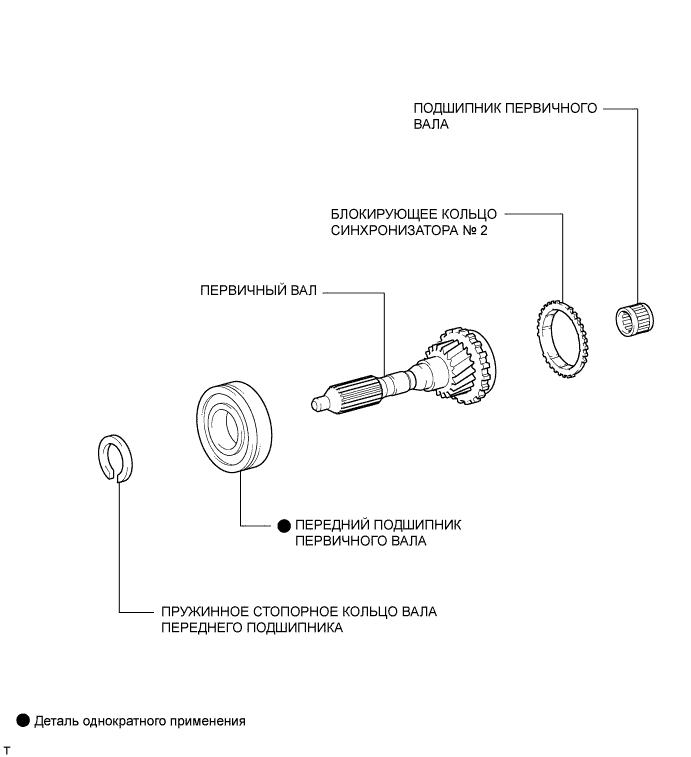 ПОДШИПНИК ПЕРВИЧНОГО
ВАЛА
БЛОКИРУЮЩЕЕ КОЛЬЦО
СИНХРОНИЗАТОРА № 2
ПЕРВИЧНЫЙ ВАЛ
ПЕРЕДНИЙ ПОДШИПНИК
ПЕРВИЧНОГО ВАЛА
ПРУЖИННОЕ СТОПОРНОЕ КОЛЬЦО ВАЛА
ПЕРЕДНЕГО ПОДШИПНИКА
Деталь однократного применения
T